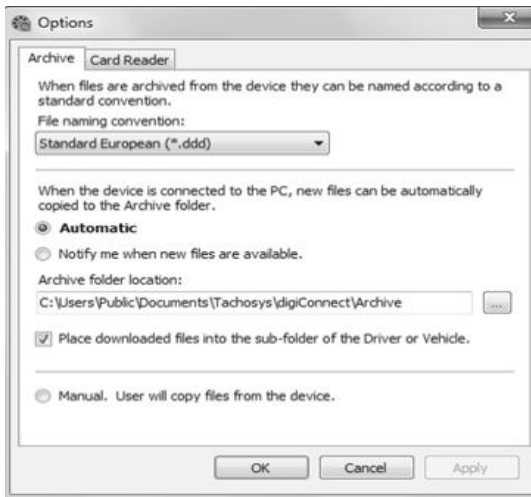 Options
Archive
Card Reader
When files are archived from the device they can be named according to a
standard convention.
File naming convention:
Standard European (*.ddd)
When the device is connected to the PC, new files can be automatically
copied to the Archive folder.
Automatic
Notify me when new files are available.
Archive folder location:
C:\Users\Public\Documents\Tachosys\digiConnect\Archive
...
Place downloaded files into the sub-folder of the Driver or Vehicle.
Manual. User will copy files from the device.
OK
Cancel
Apply